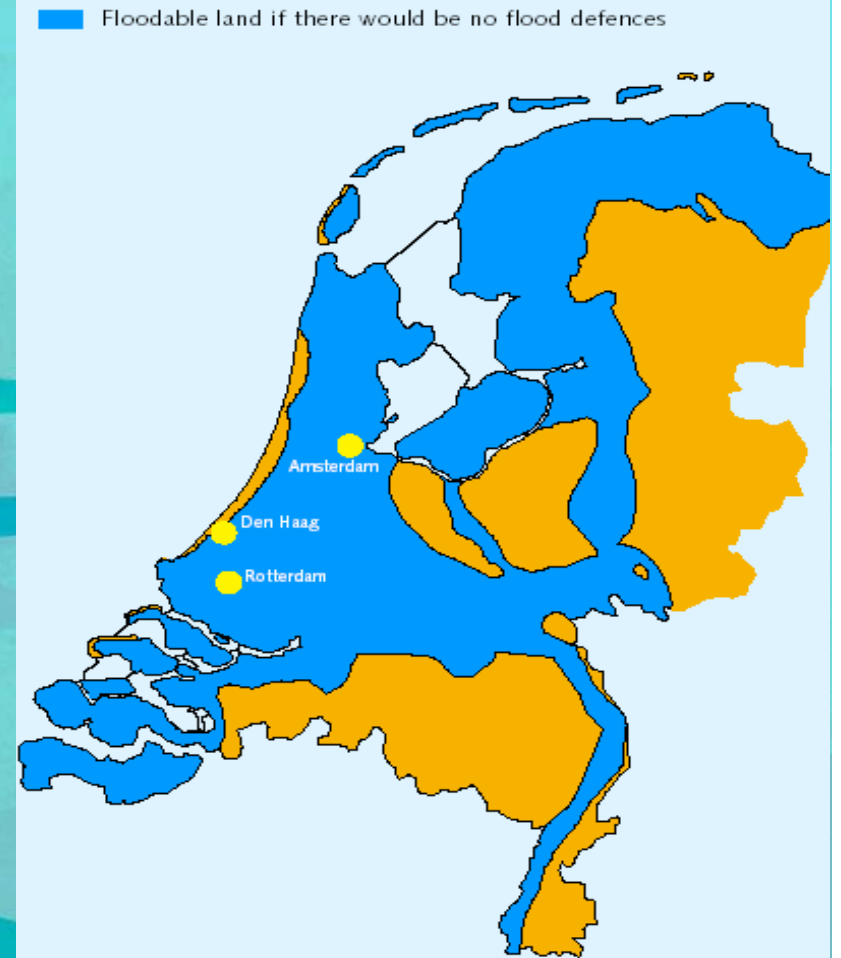 Floodable land if there would be no flood defences
Amsterdam
Den Haag
Rotterdam